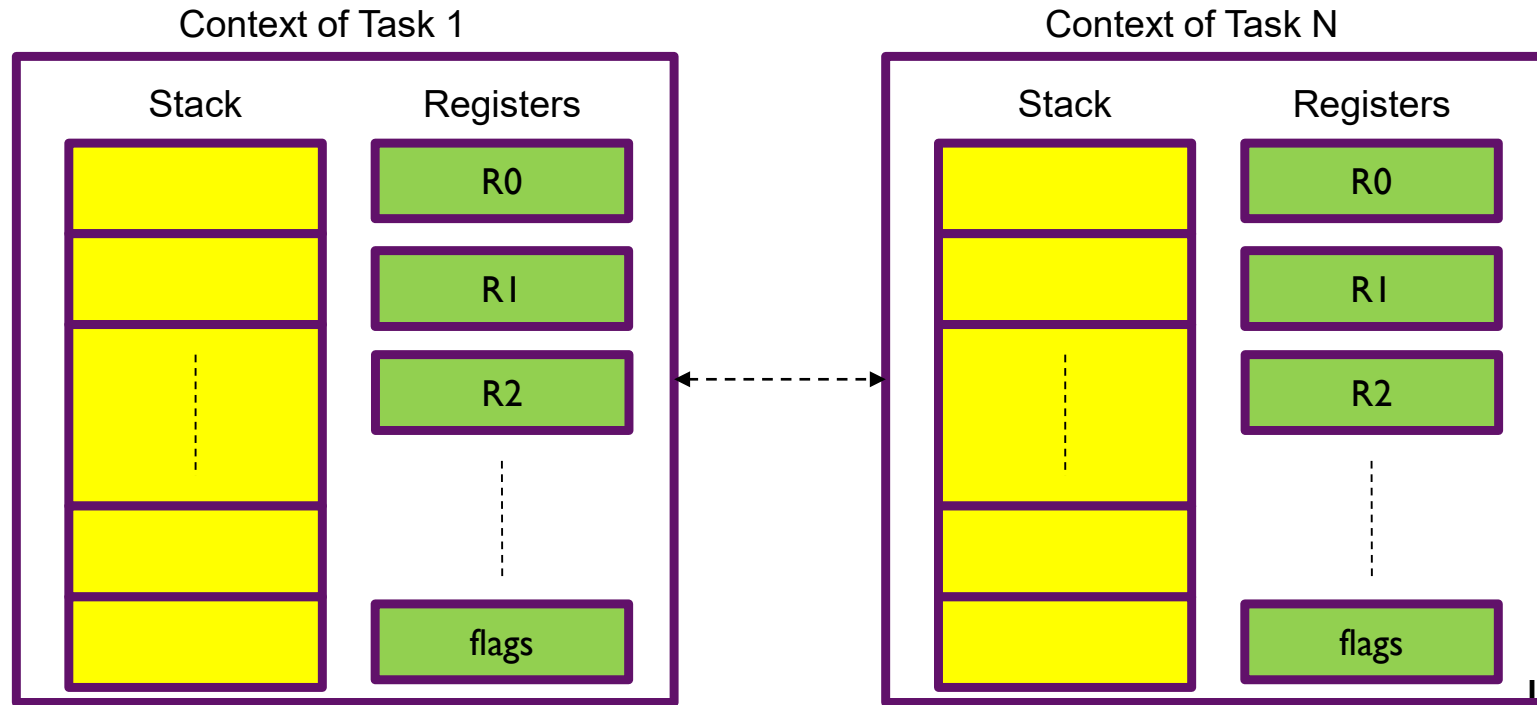 Context of Task 1
Context of Task N
Stack
Registers
Stack
Registers
R0
R1
R2
flags
R0
R1
R2
flags